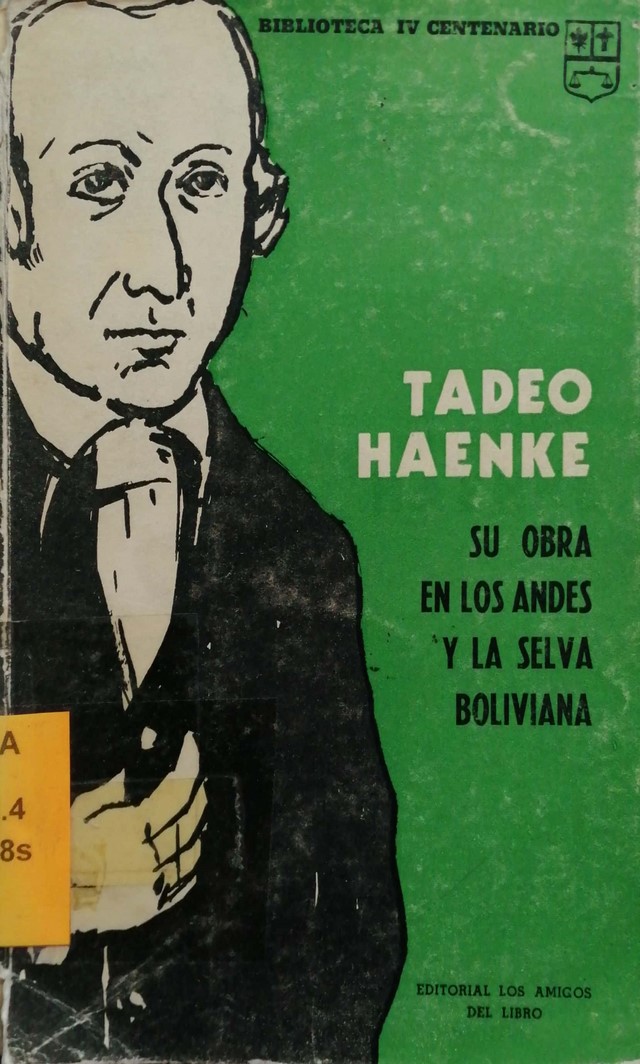 BIBLIOTECA IV CENTENARIO
TADEO
HAENKE
SU OBRA
EN LOS ANDES
Y LA SELVA
BOLIVIANA
A
.4
8s
EDITORIAL LOS AMIGOS
DEL LIBRO